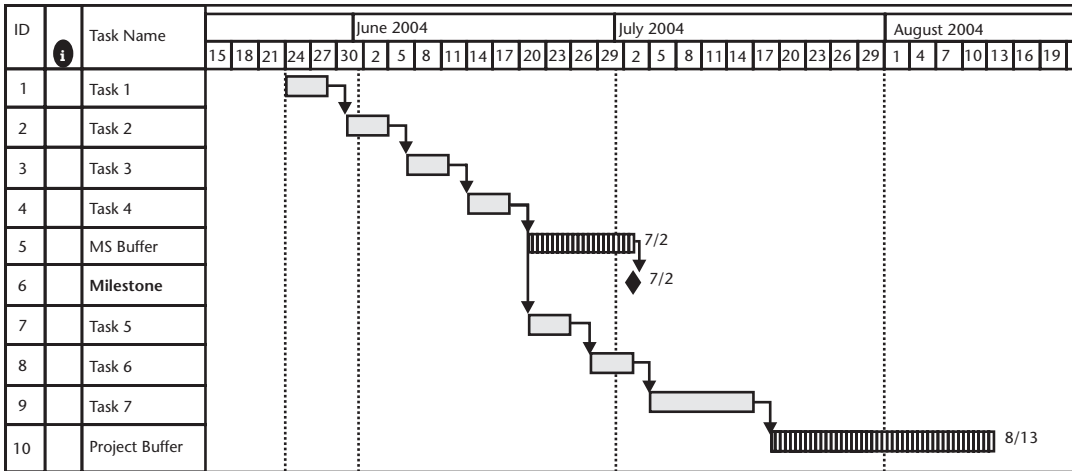 ID i Task Name June 2004 July 2004 August 2004
15 18 21 24 27 30 2 5 8 11 14 17 20 23 26 29 2 5 8 11 14 17 20 23 26 29 1 4 7 10 13 16 19
1 Task 1
2 Task 2
3 Task 3
4 Task 4
5 MS Buffer 7/2
6 Milestone 7/2
7 Task 5
8 Task 6
9 Task 7
10 Project Buffer 8/13